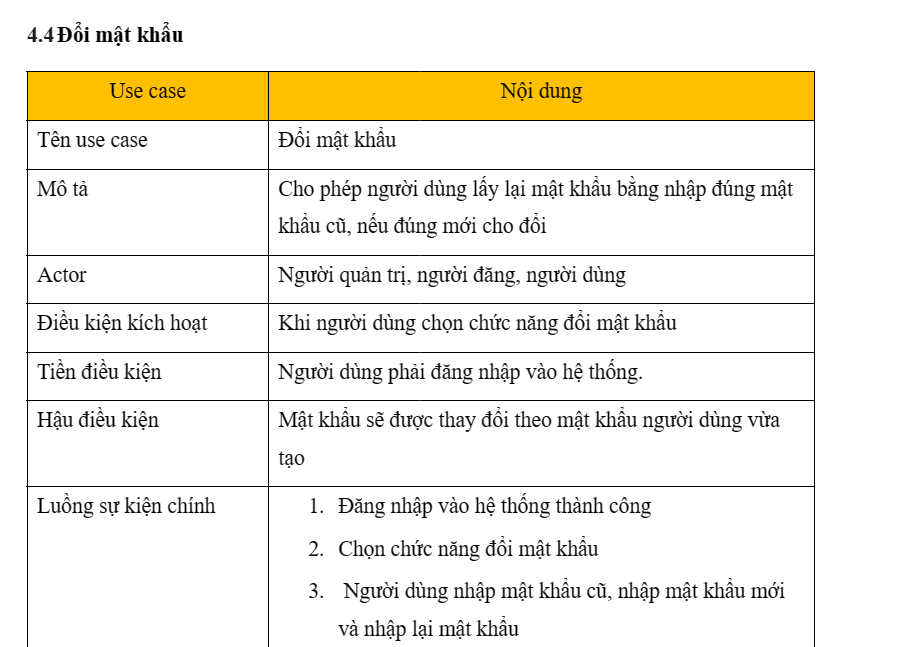 4.4Đổi mật khẩu
Use case
Nội dung
Tên use case
Đổi mật khẩu
Mô tả
Cho phép người dùng lấy lại mật khẩu bằng nhập đúng mật
khẩu cũ, nếu đúng mới cho đổi
Actor
Người quản trị, người đăng, người dùng
Điều kiện kích hoạt
Khi người dùng chọn chức năng đổi mật khẩu
Tiền điều kiện
Người dùng phải đăng nhập vào hệ thống.
Hậu điều kiện
Mật khẩu sẽ được thay đổi theo mật khẩu người dùng vừa
tạo
Luồng sự kiện chính
1. Đăng nhập vào hệ thống thành công
2. Chọn chức năng đổi mật khẩu
3. Người dùng nhập mật khẩu cũ, nhập mật khẩu mới
và nhập lại mật khẩu